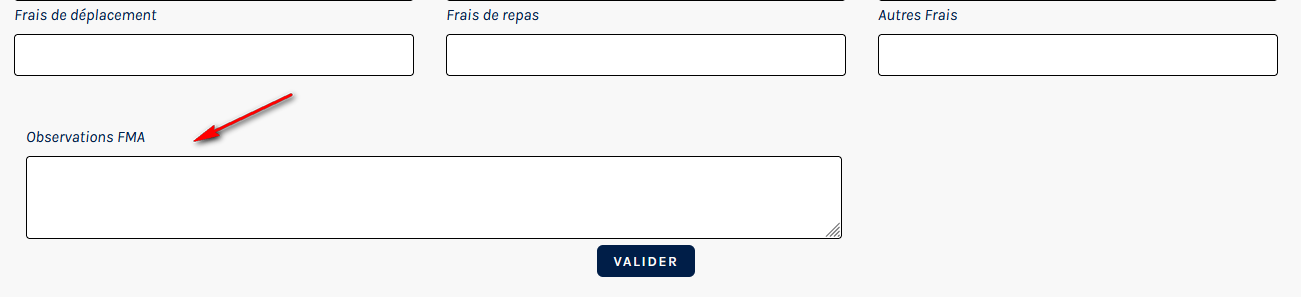 Frais de déplacement
Frais de repas
Autres Frais
Observations FMA
VALIDER